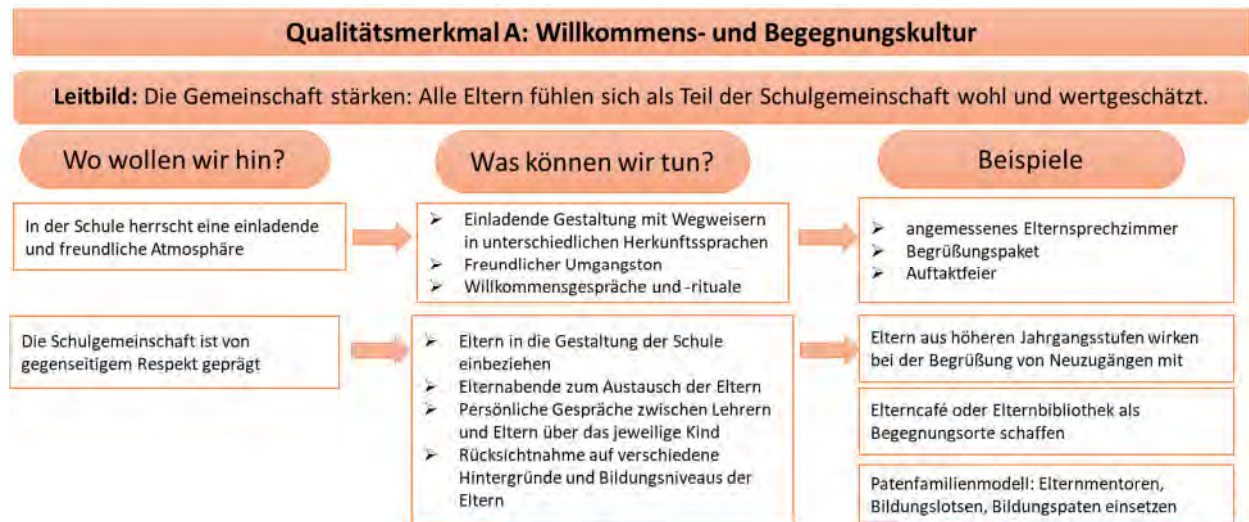 Qualitätsmerkmal A: Willkommens- und Begegnungskultur
Leitbild: Die Gemeinschaft stärken: Alle Eltern fühlen sich als Teil der Schulgemeinschaft wohl und wertgeschätzt.
Wo wollen wir hin?
Was können wir tun?
Beispiele
In der Schule herrscht eine einladende
und freundliche Atmosphäre
➢ Einladende Gestaltung mit Wegweisern
in unterschiedlichen Herkunftssprachen
➢ Freundlicher Umgangston
➢ Willkommensgespräche und -rituale
➢ angemessenes Elternsprechzimmer
➢ Begrüßungspaket
➢ Auftaktfeier
Die Schulgemeinschaft ist von
gegenseitigem Respekt geprägt
➢ Eltern in die Gestaltung der Schule
einbeziehen
➢ Elternabende zum Austausch der Eltern
➢ Persönliche Gespräche zwischen Lehrern
und Eltern über das jeweilige Kind
➢ Rücksichtnahme auf verschiedene
Hintergründe und Bildungsniveaus der
Eltern
Eltern aus höheren Jahrgangsstufen wirken
bei der Begrüßung von Neuzugängen mit
Elterncafé oder Elternbibliothek als
Begegnungsorte schaffen
Patenfamilienmodell: Elternmentoren,
Bildungslotsen, Bildungspaten einsetzen